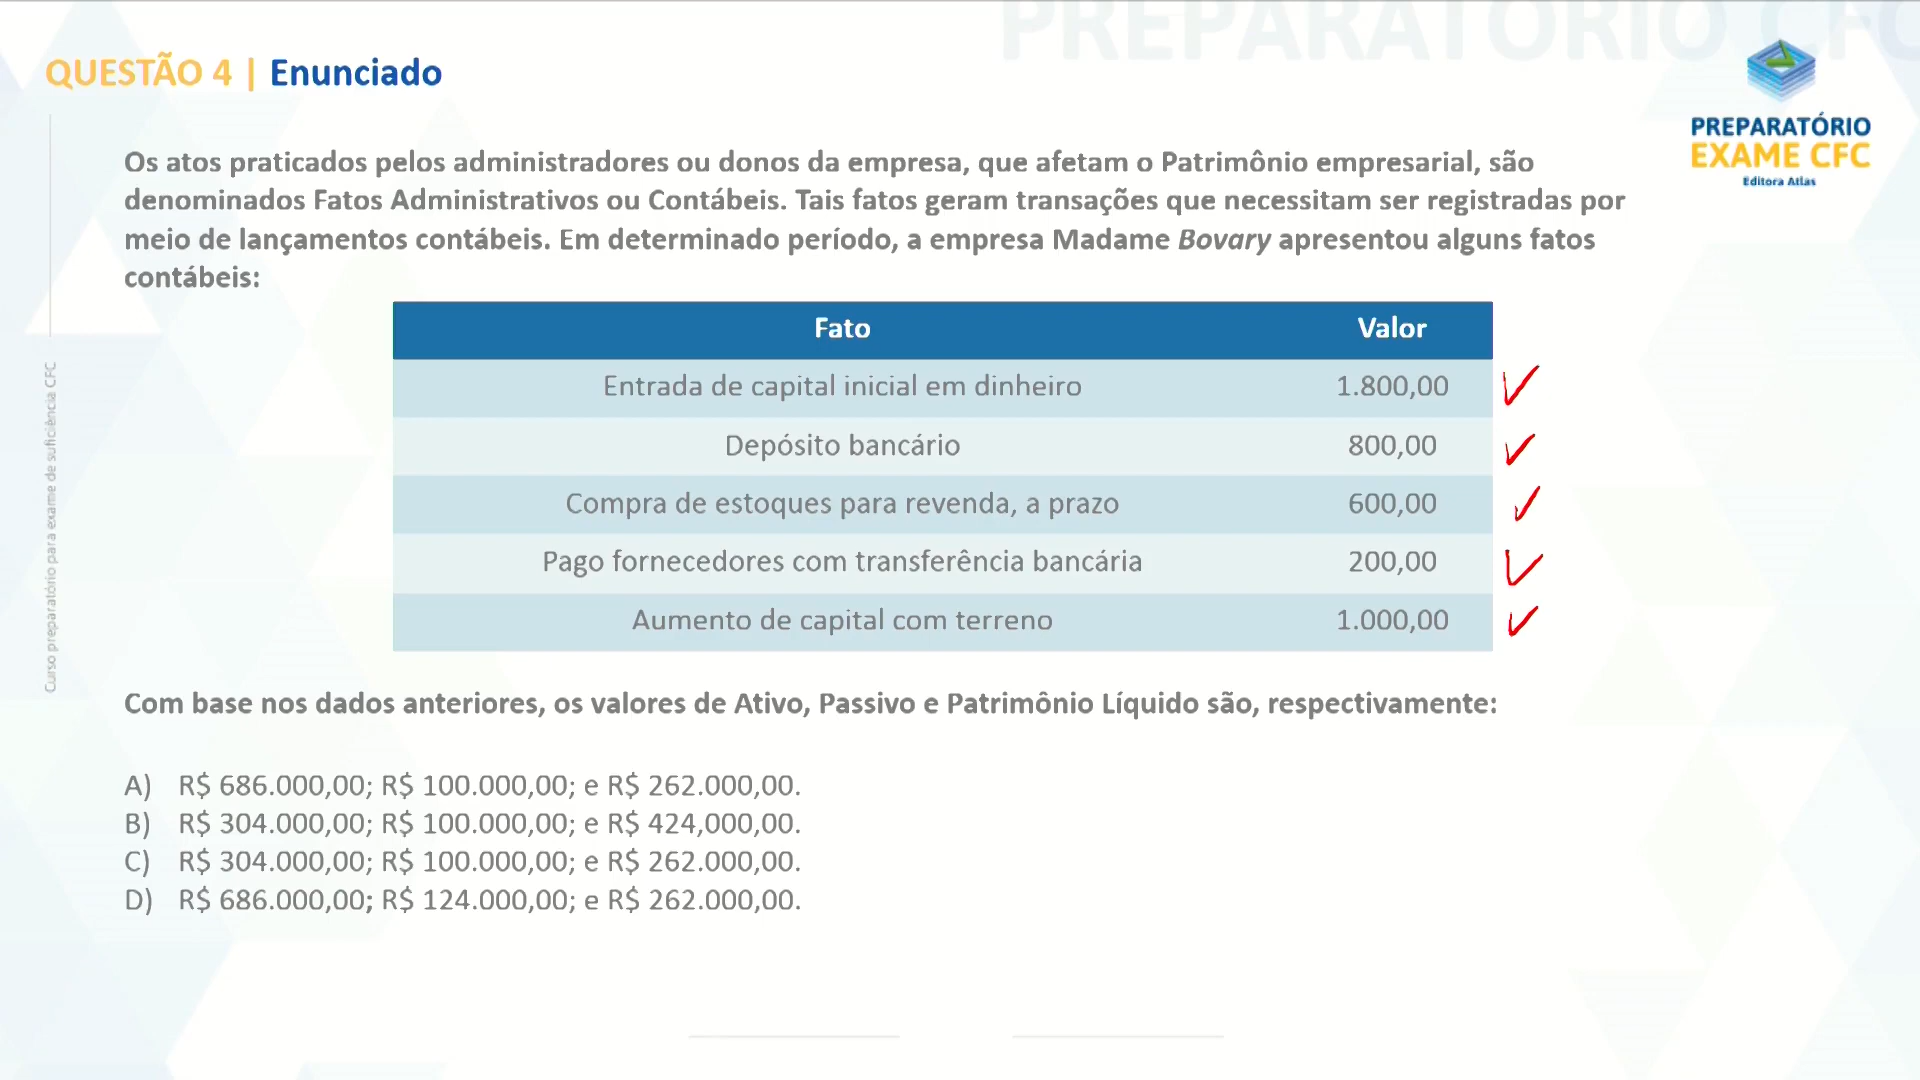 PREPARATÓRIO CFC
QUESTÃO 4 | Enunciado
PREPARATÓRIO
EXAME CFC
Editora Atlas
Os atos praticados pelos administradores ou donos da empresa, que afetam o Patrimônio empresarial, são
denominados Fatos Administrativos ou Contábeis. Tais fatos geram transações que necessitam ser registradas por
meio de lançamentos contábeis. Em determinado período, a empresa Madame Bovary apresentou alguns fatos
contábeis:
Fato Valor
Entrada de capital inicial em dinheiro 1.800,00
Depósito bancário 800,00
Compra de estoques para revenda, a prazo 600,00
Pago fornecedores com transferência bancária 200,00
Aumento de capital com terreno 1.000,00
Curso preparatório para exame de suficiência CFC
Com base nos dados anteriores, os valores de Ativo, Passivo e Patrimônio Líquido são, respectivamente:
A) R$ 686.000,00; R$ 100.000,00; e R$ 262.000,00.
B) R$ 304.000,00; R$ 100.000,00; e R$ 424,000,00.
C) R$ 304.000,00; R$ 100.000,00; e R$ 262.000,00.
D) R$ 686.000,00; R$ 124.000,00; e R$ 262.000,00.